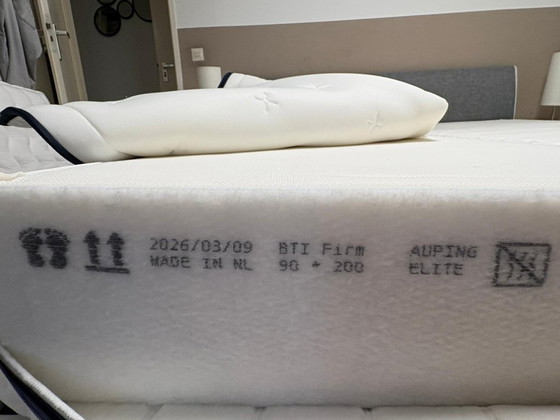 2026/03/09 BTI Firm AUPING
MADE IN NL 90 * 200 ELITE